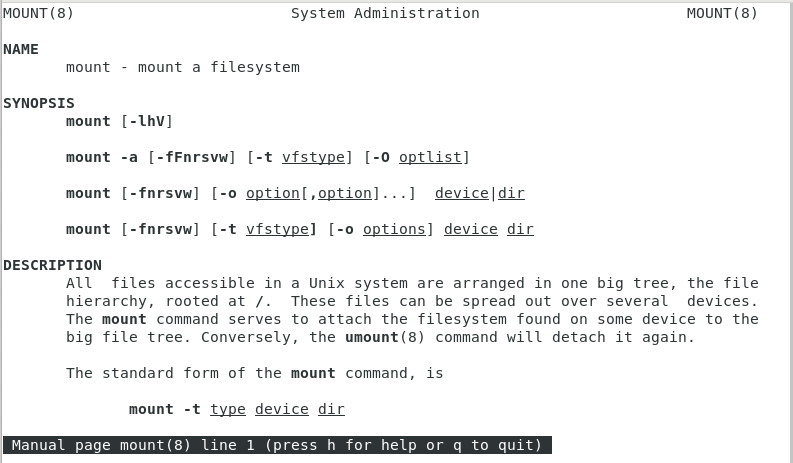 MOUNT(8)                        System Administration                       MOUNT(8)
NAME
       mount - mount a filesystem
SYNOPSIS
       mount [-lhV]
       mount -a [-fFnrsvw] [-t vfstype] [-O optlist]
       mount [-fnrsvw] [-o option[,option]...]  device|dir
       mount [-fnrsvw] [-t vfstype] [-o options] device dir
DESCRIPTION
       All  files accessible in a Unix system are arranged in one big tree, the file
       hierarchy, rooted at /.  These files can be spread out over several  devices.
       The mount command serves to attach the filesystem found on some device to the
       big file tree. Conversely, the umount(8) command will detach it again.
       The standard form of the mount command, is
              mount -t type device dir
 Manual page mount(8) line 1 (press h for help or q to quit)